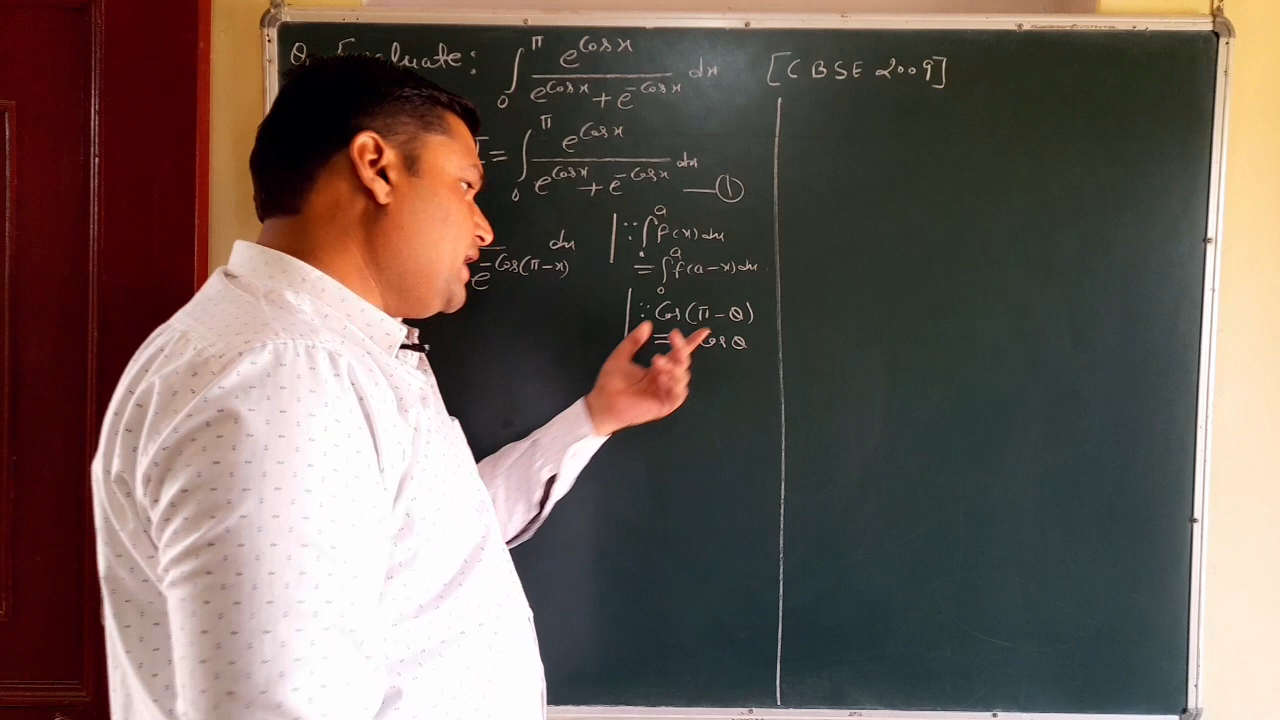 Q. Evaluate: ∫₀^π e^(Cos x) / (e^(Cos x) + e^(-Cos x)) dx [CBSE 2009]
I = ∫₀^π e^(Cos x) / (e^(Cos x) + e^(-Cos x)) dx —①
e^(-Cos(π-x)) dx | ∵ ∫₀^a f(x) dx
= ∫₀^a f(a-x) dx
| ∵ Cos(π-θ)
= Cos θ